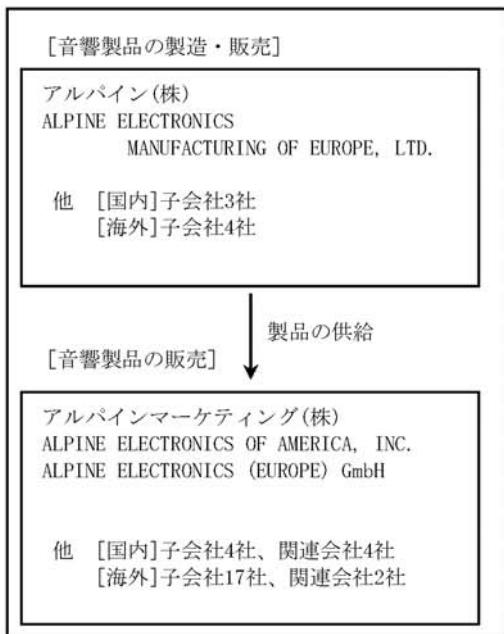 [音響製品の製造・販売]
アルパイン(株)
ALPINE ELECTRONICS
MANUFACTURING OF EUROPE, LTD.
他 [国内]子会社3社
[海外]子会社4社
製品の供給
[音響製品の販売]
アルパインマーケティング(株)
ALPINE ELECTRONICS OF AMERICA, INC.
ALPINE ELECTRONICS (EUROPE) GmbH
他 [国内]子会社4社、関連会社4社
[海外]子会社17社、関連会社2社